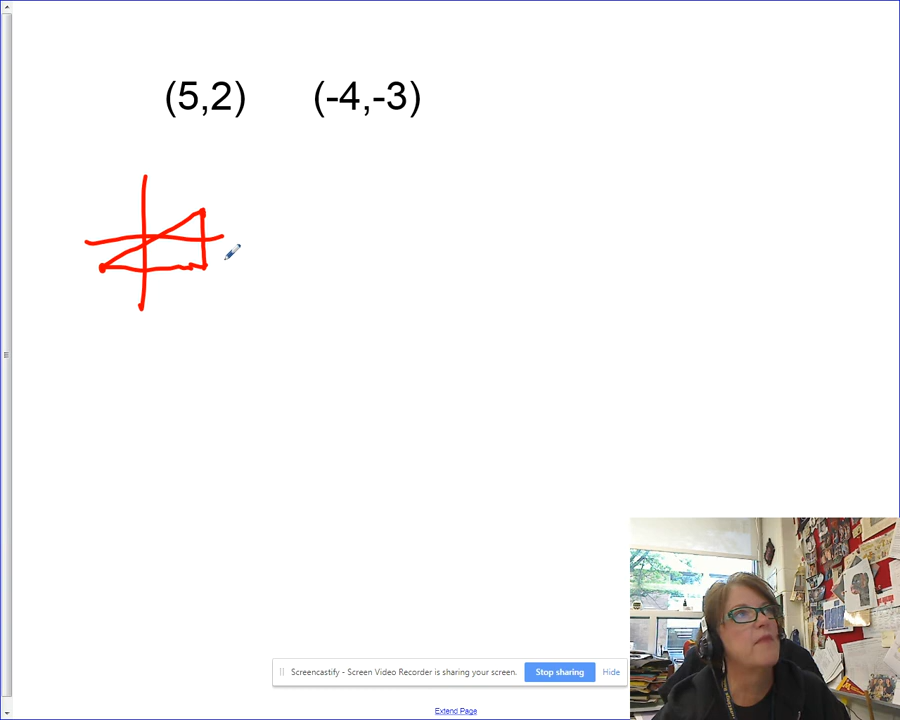 (5,2) (-4,-3)
Screencastify - Screen Video Recorder is sharing your screen. Stop sharing Hide
Extend Page